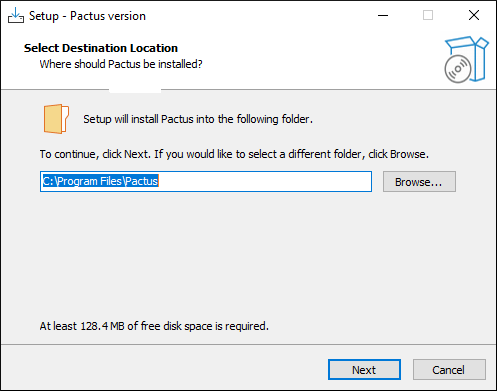 Setup - Pactus version
Select Destination Location
Where should Pactus be installed?
Setup will install Pactus into the following folder.
To continue, click Next. If you would like to select a different folder, click Browse.
C:\Program Files\Pactus
Browse...
At least 128.4 MB of free disk space is required.
Next
Cancel